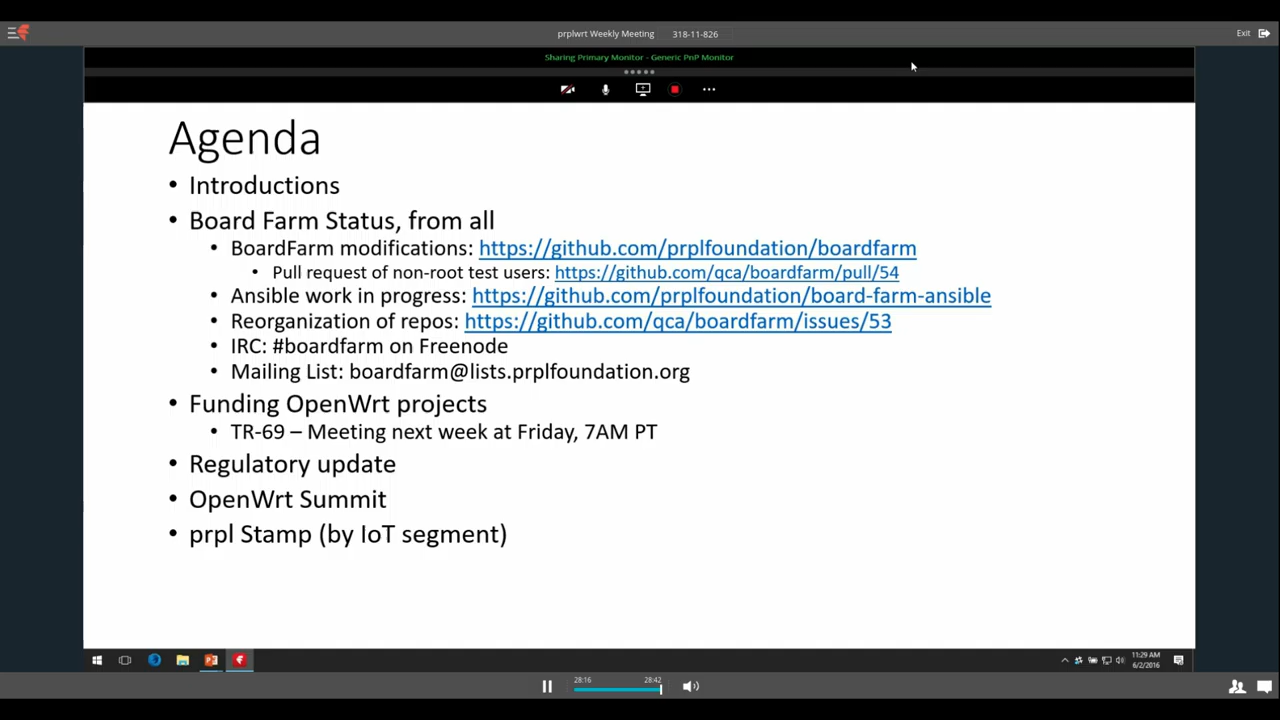 prplwrt Weekly Meeting 318-11-826
Exit
Sharing Primary Monitor - Generic PnP Monitor
Agenda
• Introductions
• Board Farm Status, from all
• BoardFarm modifications: https://github.com/prplfoundation/boardfarm
• Pull request of non-root test users: https://github.com/qca/boardfarm/pull/54
• Ansible work in progress: https://github.com/prplfoundation/board-farm-ansible
• Reorganization of repos: https://github.com/qca/boardfarm/issues/53
• IRC: #boardfarm on Freenode
• Mailing List: boardfarm@lists.prplfoundation.org
• Funding OpenWrt projects
• TR-69 – Meeting next week at Friday, 7AM PT
• Regulatory update
• OpenWrt Summit
• prpl Stamp (by IoT segment)
11:29 AM
6/2/2016
28:16 28:42